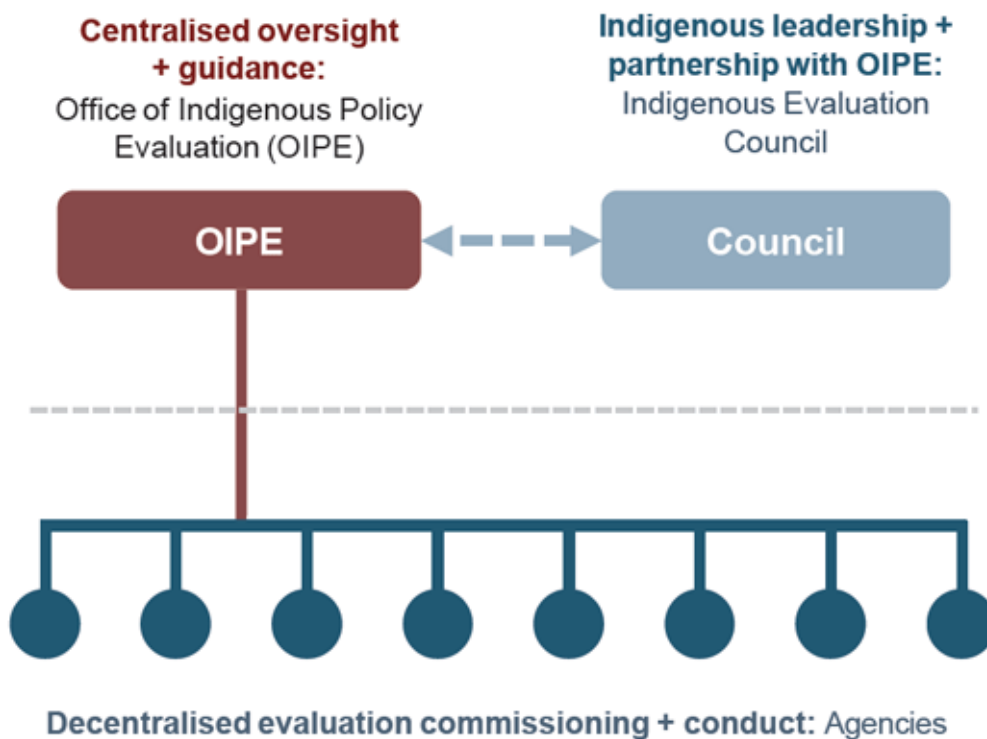 Centralised oversight
+ guidance:
Office of Indigenous Policy
Evaluation (OIPE)
Indigenous leadership +
partnership with OIPE:
Indigenous Evaluation
Council
OIPE
Council
Decentralised evaluation commissioning + conduct: Agencies